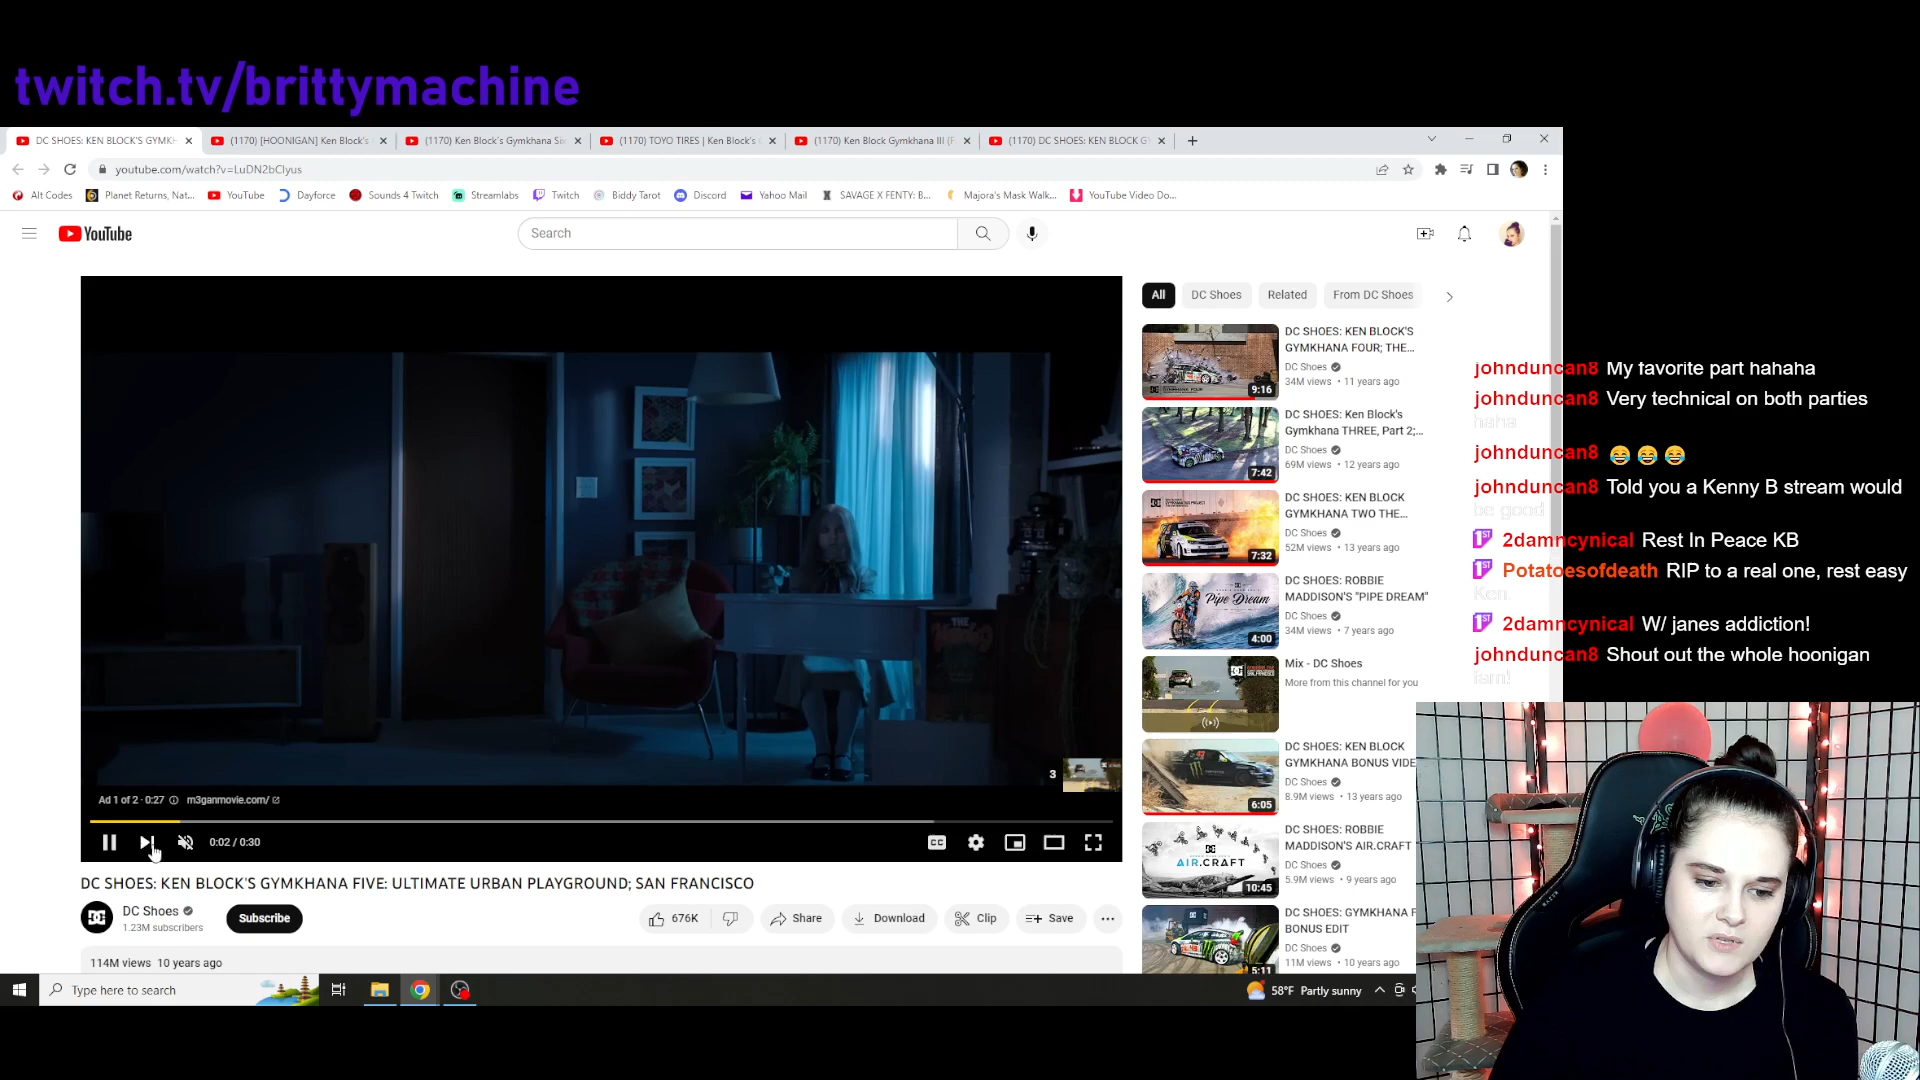 twitch.tv/brittymachine
DC SHOES: KEN BLOCK'S GYMKH
(1170) [HOONIGAN] Ken Block's
(1170) Ken Block's Gymkhana Six
(1170) TOYO TIRES | Ken Block's
(1170) Ken Block Gymkhana III (F
(1170) DC SHOES: KEN BLOCK G
youtube.com/watch?v=LuDN2bCIyus
Alt Codes
Planet Returns, Nat...
YouTube
Dayforce
Sounds 4 Twitch
Streamlabs
Twitch
Biddy Tarot
Discord
Yahoo Mail
SAVAGE X FENTY: B...
Majora's Mask Walk...
YouTube Video Do...
YouTube
Search
All
DC Shoes
Related
From DC Shoes
DC SHOES: KEN BLOCK'S
GYMKHANA FOUR; THE...
DC Shoes
34M views • 11 years ago
9:16
DC SHOES: Ken Block's
Gymkhana THREE, Part 2;...
DC Shoes
69M views • 12 years ago
7:42
DC SHOES: KEN BLOCK
GYMKHANA TWO THE...
DC Shoes
52M views • 13 years ago
7:32
DC SHOES: ROBBIE
MADDISON'S "PIPE DREAM"
DC Shoes
34M views • 7 years ago
Pipe Dream
4:00
Mix - DC Shoes
More from this channel for you
DC SHOES: KEN BLOCK
GYMKHANA BONUS VIDE
DC Shoes
8.9M views • 13 years ago
6:05
DC SHOES: ROBBIE
MADDISON'S AIR.CRAFT
DC Shoes
5.9M views • 9 years ago
AIR.CRAFT
10:45
DC SHOES: GYMKHANA F
BONUS EDIT
DC Shoes
11M views • 10 years ago
5:11
3
Ad 1 of 2 · 0:27
m3ganmovie.com/
0:02 / 0:30
CC
DC SHOES: KEN BLOCK'S GYMKHANA FIVE: ULTIMATE URBAN PLAYGROUND; SAN FRANCISCO
DC Shoes
1.23M subscribers
Subscribe
676K
Share
Download
Clip
Save
114M views 10 years ago
johnduncan8 My favorite part hahaha
johnduncan8 Very technical on both parties
haha
johnduncan8 😂 😂 😂
johnduncan8 Told you a Kenny B stream would
be good
1ST 2damncynical Rest In Peace KB
1ST Potatoesofdeath RIP to a real one, rest easy
Ken.
1ST 2damncynical W/ janes addiction!
johnduncan8 Shout out the whole hoonigan
fam!
Type here to search
58°F Partly sunny